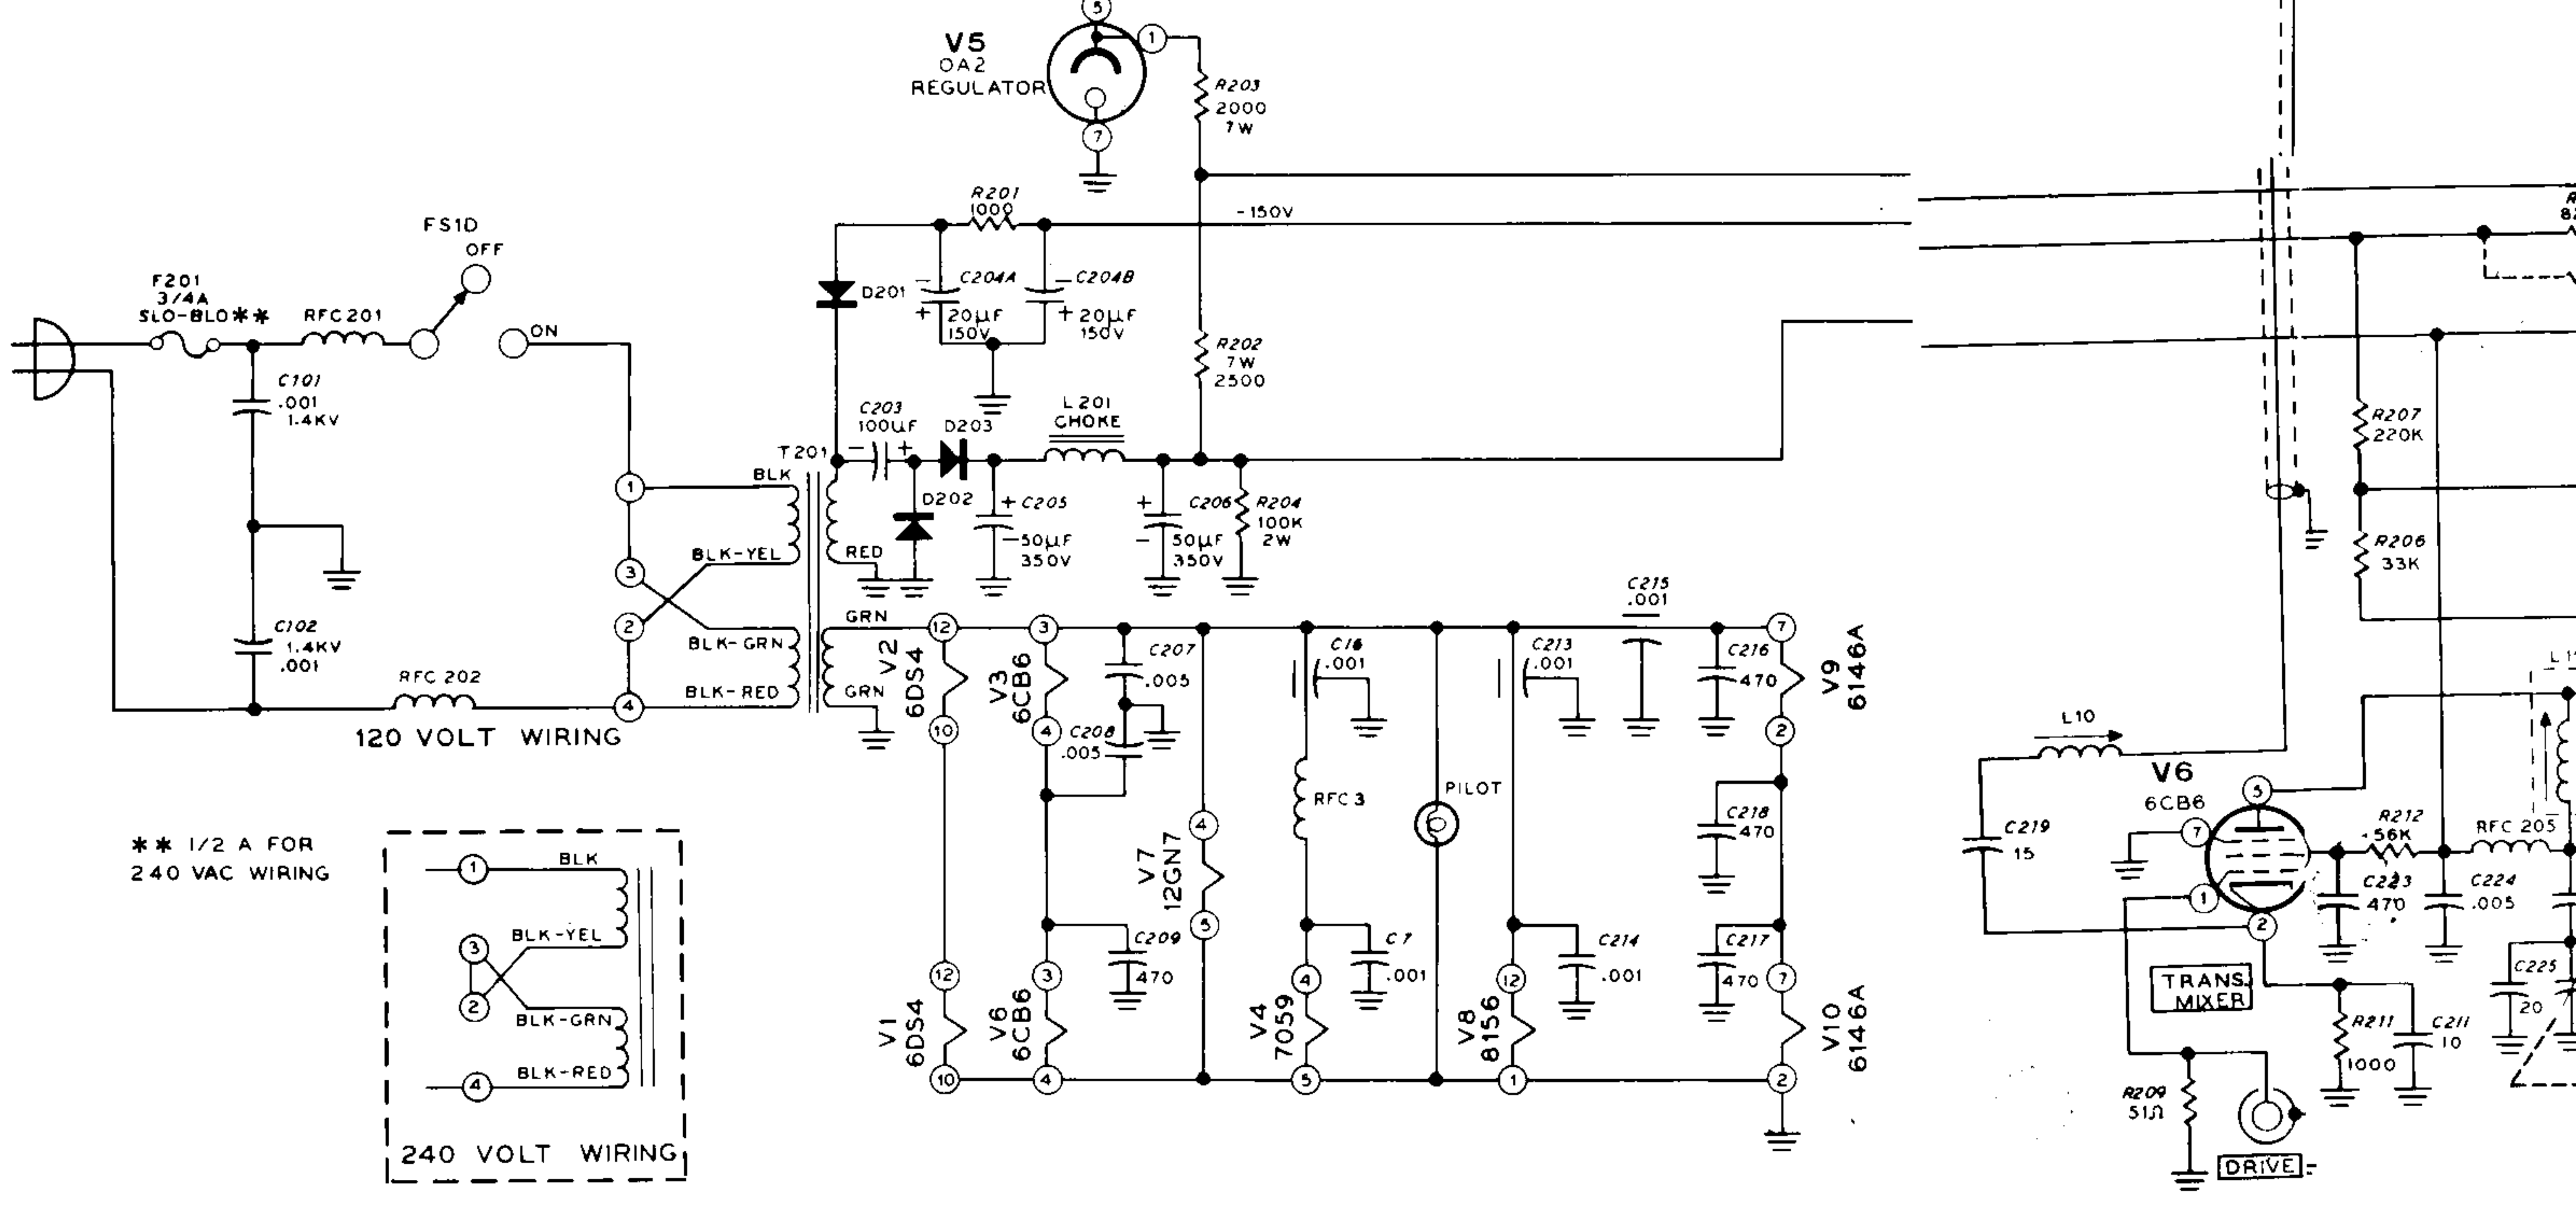 5
V5
OA2
REGULATOR
1
7
R203
2000
7W
R201
1000
-150V
FS1D
OFF
F201
3/4A
SLO-BLO**
RFC201
ON
D201
C204A
20µF
150V
C204B
20µF
150V
R202
7W
2500
C101
.001
1.4KV
C203
100UF
D203
L201
CHOKE
T201
BLK
1
D202
C205
50µF
350V
C206
50µF
350V
R204
100K
2W
BLK-YEL
RED
3
2
BLK-GRN
BLK-RED
4
C102
1.4KV
.001
RFC 202
120 VOLT WIRING
GRN
GRN
12
V2
6DS4
10
3
V3
6CB6
4
C207
.005
C208
.005
C16
.001
C213
.001
C215
.001
C216
470
7
V9
6146A
2
RFC3
PILOT
C218
470
4
V7
12GN7
5
C209
470
C7
.001
C214
.001
C217
470
12
V1
6DS4
10
3
V6
6CB6
4
4
V4
7059
5
12
V8
8156
1
7
V10
6146A
2
** 1/2 A FOR
240 VAC WIRING
1
BLK
BLK-YEL
3
2
BLK-GRN
BLK-RED
4
240 VOLT WIRING
R207
220K
R206
33K
L10
V6
6CB6
5
7
1
2
C219
15
R212
56K
RFC 205
C223
470
C224
.005
C225
20
TRANS.
MIXER
R211
1000
C211
10
R209
51Ω
DRIVE